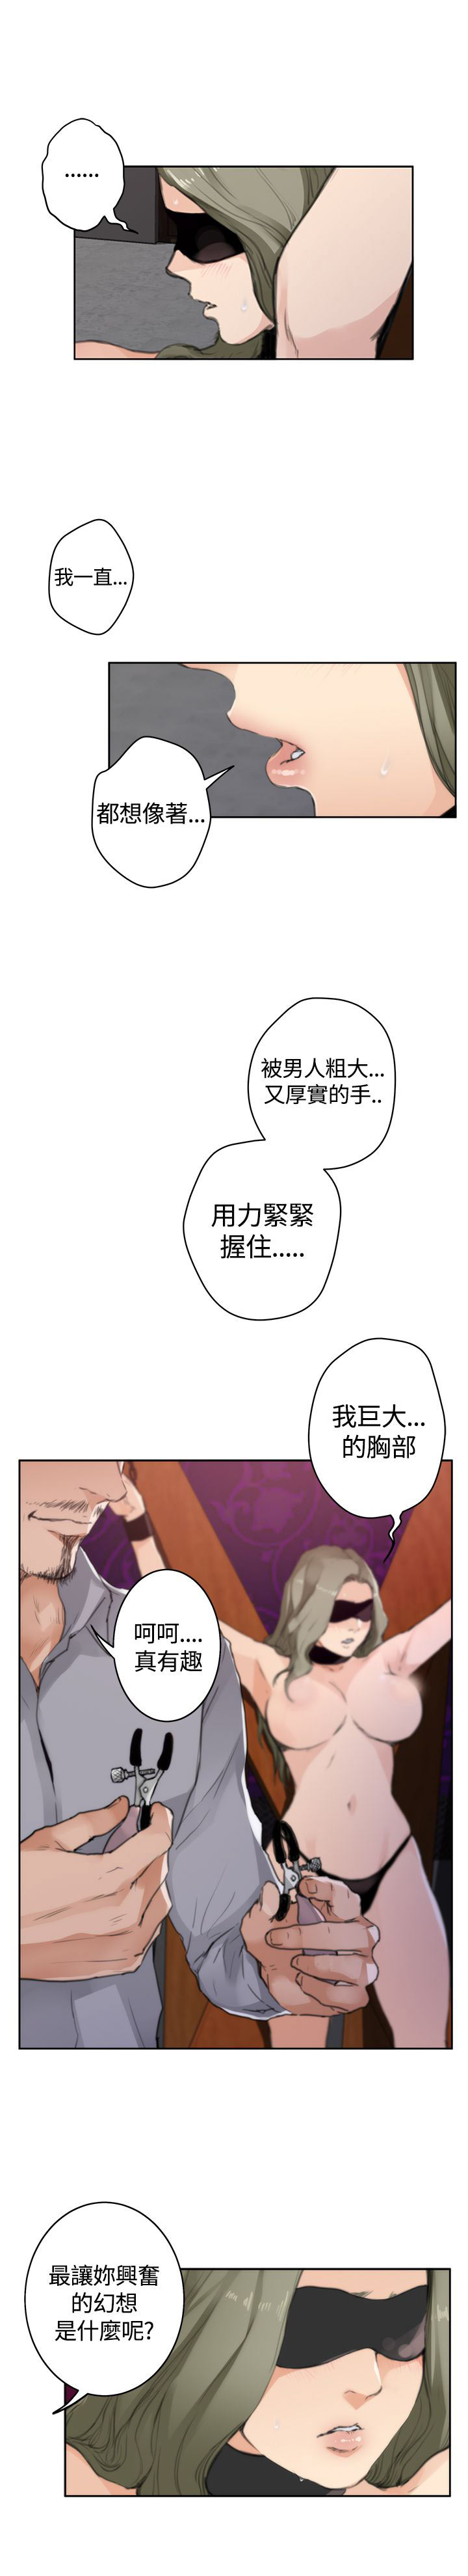 ......
我一直...
都想像著...
被男人粗大...
又厚實的手..
用力緊緊
握住.....
我巨大...
的胸部
呵呵....
真有趣
最讓妳興奮
的幻想
是什麼呢?